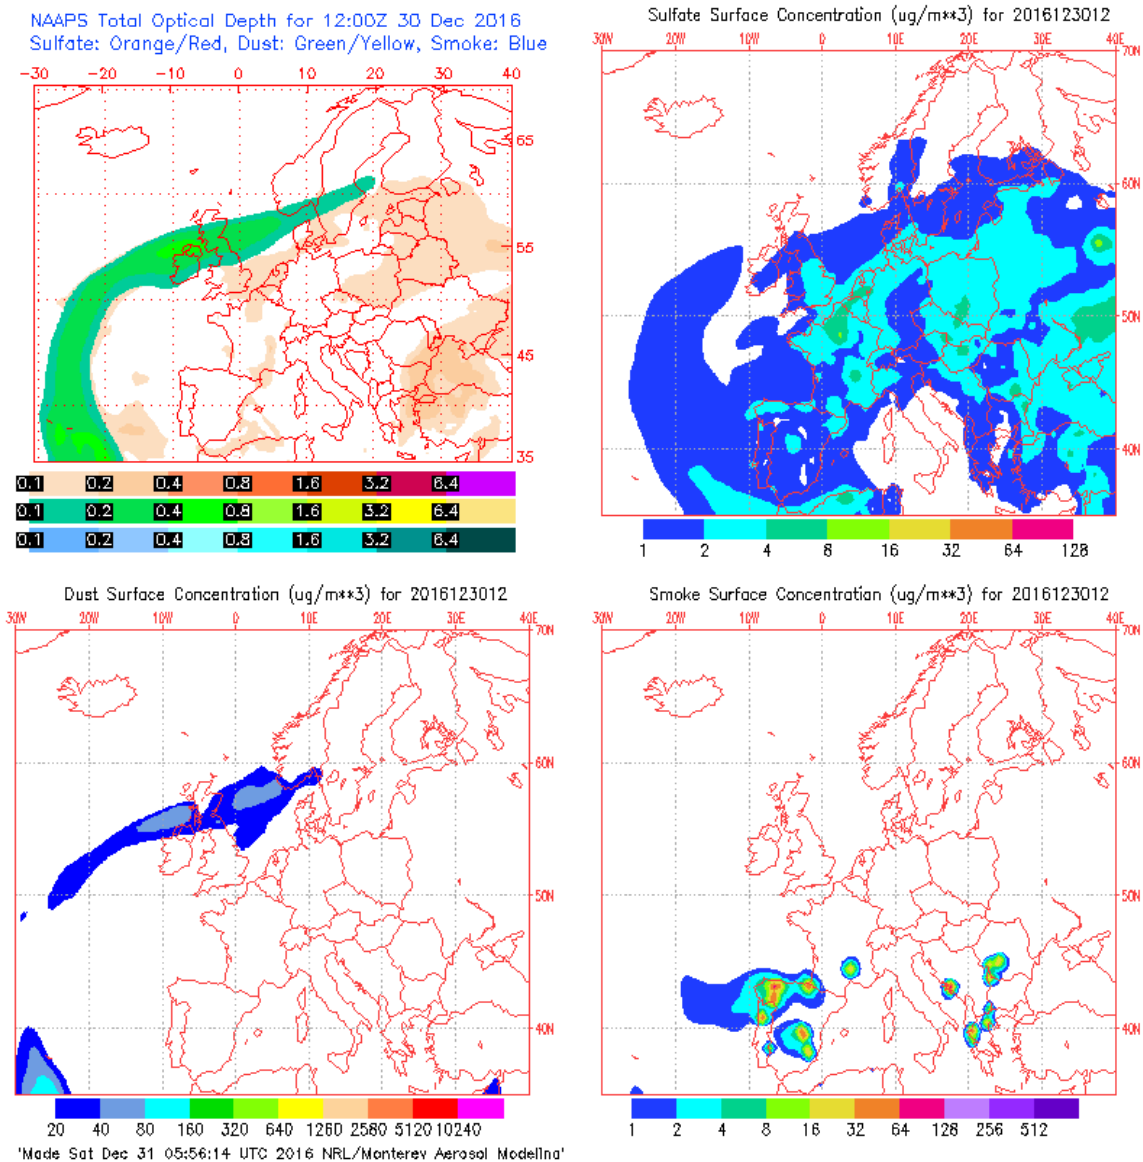 NAAPS Total Optical Depth for 12:00Z 30 Dec 2016
Sulfate: Orange/Red, Dust: Green/Yellow, Smoke: Blue
-30 -20 -10 0 10 20 30 40
65
55
45
35
0.1 0.2 0.4 0.8 1.6 3.2 6.4
0.1 0.2 0.4 0.8 1.6 3.2 6.4
0.1 0.2 0.4 0.8 1.6 3.2 6.4
Sulfate Surface Concentration (ug/m**3) for 2016123012
30W 20W 10W 0 10E 20E 30E 40E
70N
60N
50N
40N
1 2 4 8 16 32 64 128
Dust Surface Concentration (ug/m**3) for 2016123012
30W 20W 10W 0 10E 20E 30E 40E
70N
60N
50N
40N
20 40 80 160 320 640 1260 2580 5120 10240
'Made Sat Dec 31 05:56:14 UTC 2016 NRL/Monterey Aerosol Modeling'
Smoke Surface Concentration (ug/m**3) for 2016123012
30W 20W 10W 0 10E 20E 30E 40E
70N
60N
50N
40N
1 2 4 8 16 32 64 128 256 512